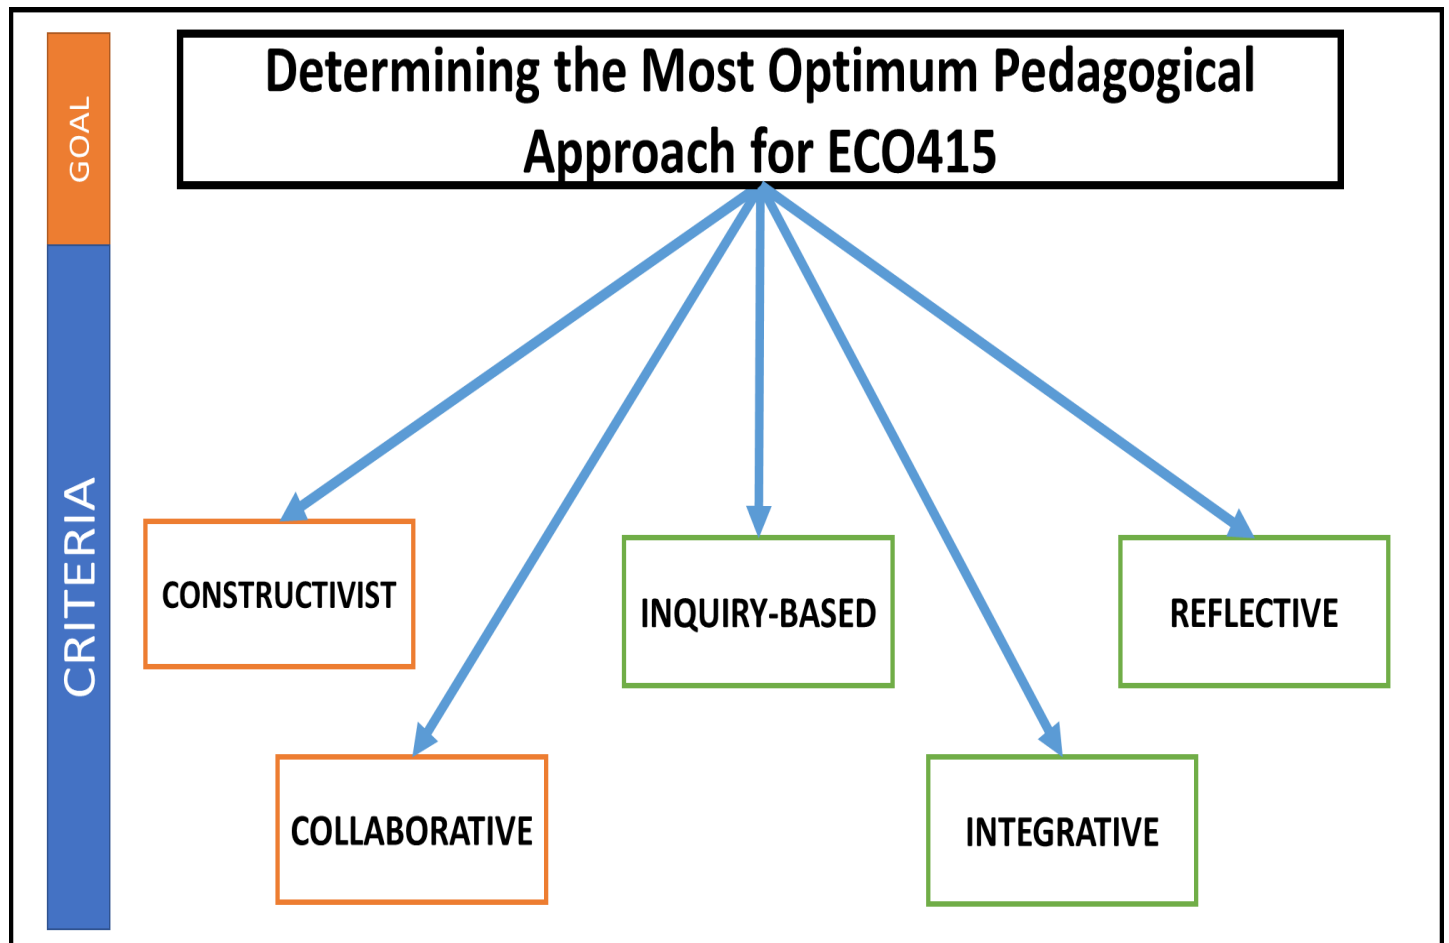 GOAL
Determining the Most Optimum Pedagogical
Approach for ECO415
CRITERIA
CONSTRUCTIVIST
INQUIRY-BASED
REFLECTIVE
COLLABORATIVE
INTEGRATIVE